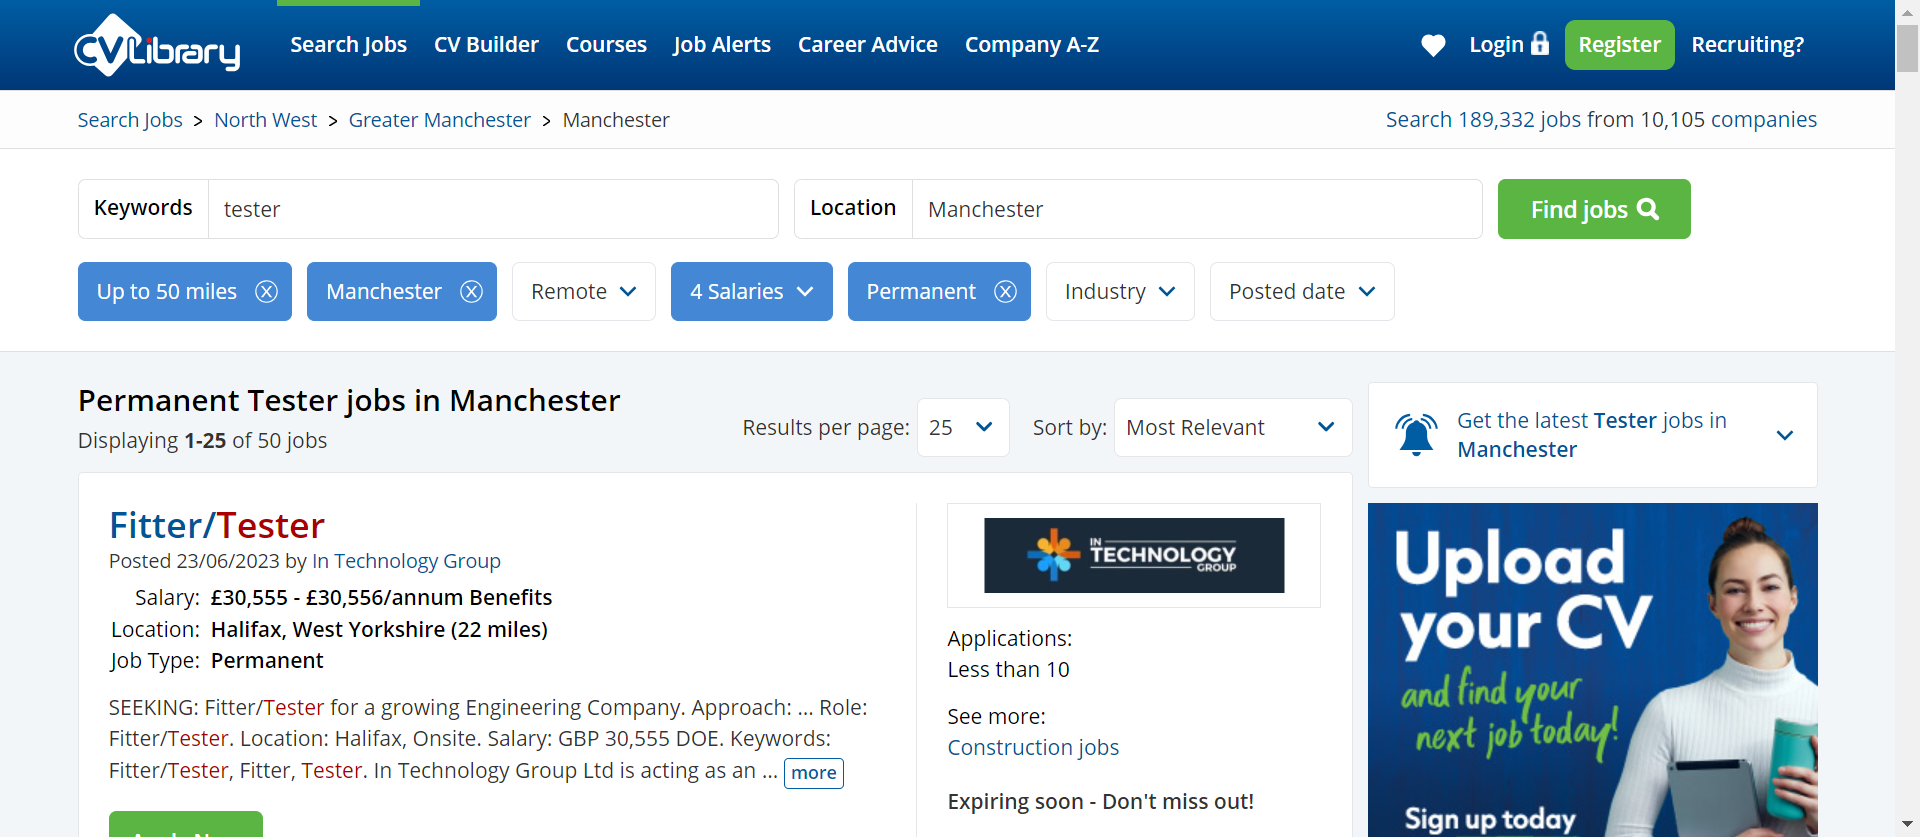 CVLibrary
Search Jobs CV Builder Courses Job Alerts Career Advice Company A-Z Login Register Recruiting?
Search Jobs > North West > Greater Manchester > Manchester
Search 189,332 jobs from 10,105 companies
Keywords tester Location Manchester Find jobs
Up to 50 miles Manchester Remote 4 Salaries Permanent Industry Posted date
Permanent Tester jobs in Manchester
Displaying 1-25 of 50 jobs
Results per page: 25 Sort by: Most Relevant
Fitter/Tester
Posted 23/06/2023 by In Technology Group
Salary: £30,555 - £30,556/annum Benefits
Location: Halifax, West Yorkshire (22 miles)
Job Type: Permanent
SEEKING: Fitter/Tester for a growing Engineering Company. Approach: ... Role:
Fitter/Tester. Location: Halifax, Onsite. Salary: GBP 30,555 DOE. Keywords:
Fitter/Tester, Fitter, Tester. In Technology Group Ltd is acting as an ... more
IN
TECHNOLOGY
GROUP
Applications:
Less than 10
See more:
Construction jobs
Expiring soon - Don't miss out!
Get the latest Tester jobs in
Manchester
Upload
your CV
and find your
next job today!
Sign up today